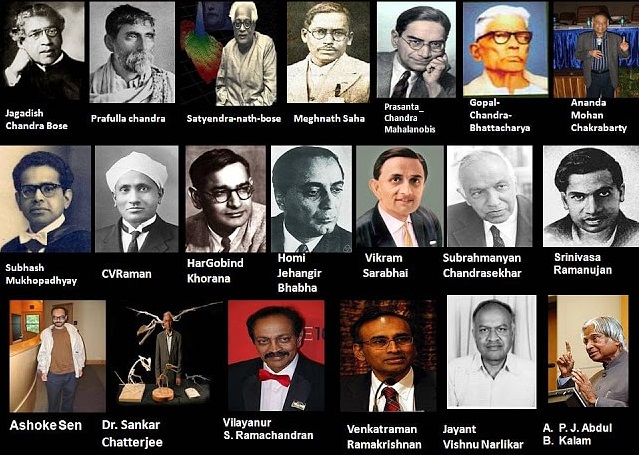 Jagadish
Chandra Bose
Prafulla chandra
Satyendra-nath-bose
Meghnath Saha
Prasanta_
Chandra
Mahalanobis
Gopal-
Chandra-
Bhattacharya
Ananda
Mohan
Chakrabarty
Subhash
Mukhopadhyay
CVRaman
HarGobind
Khorana
Homi
Jehangir
Bhabha
Vikram
Sarabhai
Subrahmanyan
Chandrasekhar
Srinivasa
Ramanujan
Ashoke Sen
Dr. Sankar
Chatterjee
Vilayanur
S. Ramachandran
Venkatraman
Ramakrishnan
Jayant
Vishnu Narlikar
A. P. J. Abdul
B. Kalam